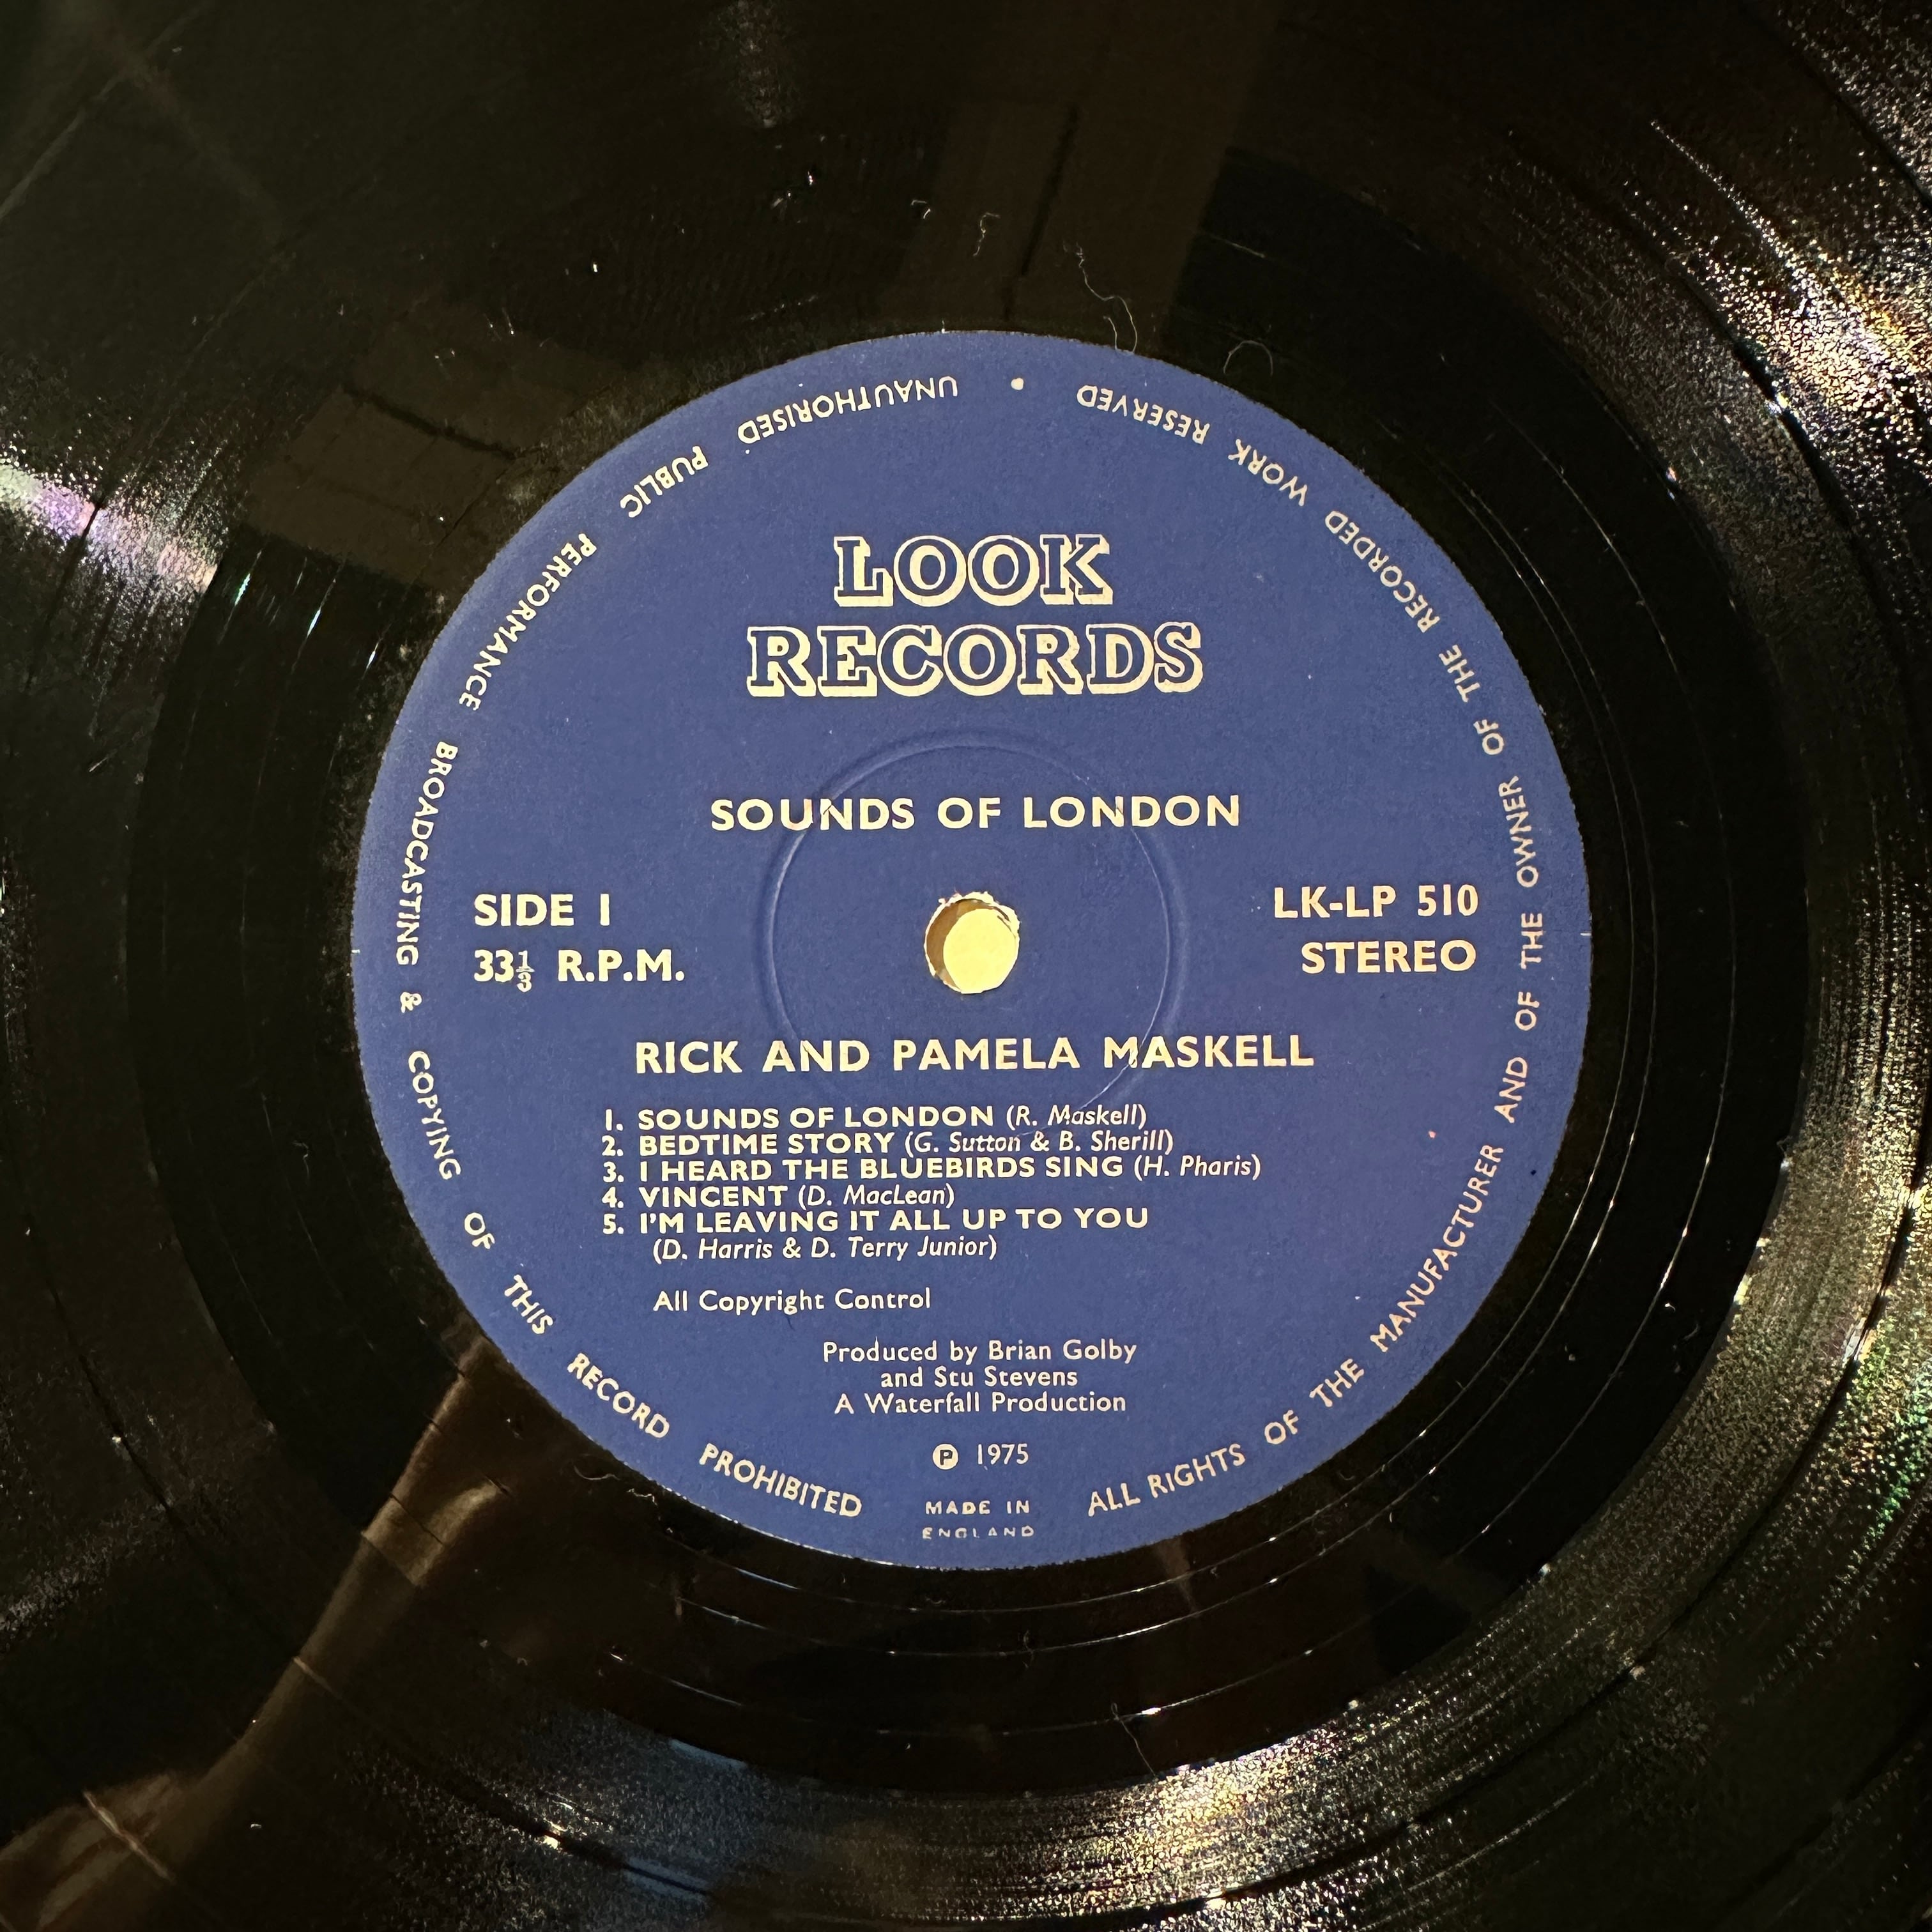 LOOK
RECORDS
SOUNDS OF LONDON
SIDE 1
33⅓ R.P.M.
LK-LP 510
STEREO
RICK AND PAMELA MASKELL
1. SOUNDS OF LONDON (R. Maskell)
2. BEDTIME STORY (G. Sutton & B. Sherill)
3. I HEARD THE BLUEBIRDS SING (H. Pharis)
4. VINCENT (D. MacLean)
5. I'M LEAVING IT ALL UP TO YOU
(D. Harris & D. Terry Junior)
All Copyright Control
Produced by Brian Golby
and Stu Stevens
A Waterfall Production
℗ 1975
MADE IN
ENGLAND
ALL RIGHTS OF THE MANUFACTURER AND OF THE OWNER OF THE RECORDED WORK RESERVED • UNAUTHORISED PUBLIC PERFORMANCE BROADCASTING & COPYING OF THIS RECORD PROHIBITED